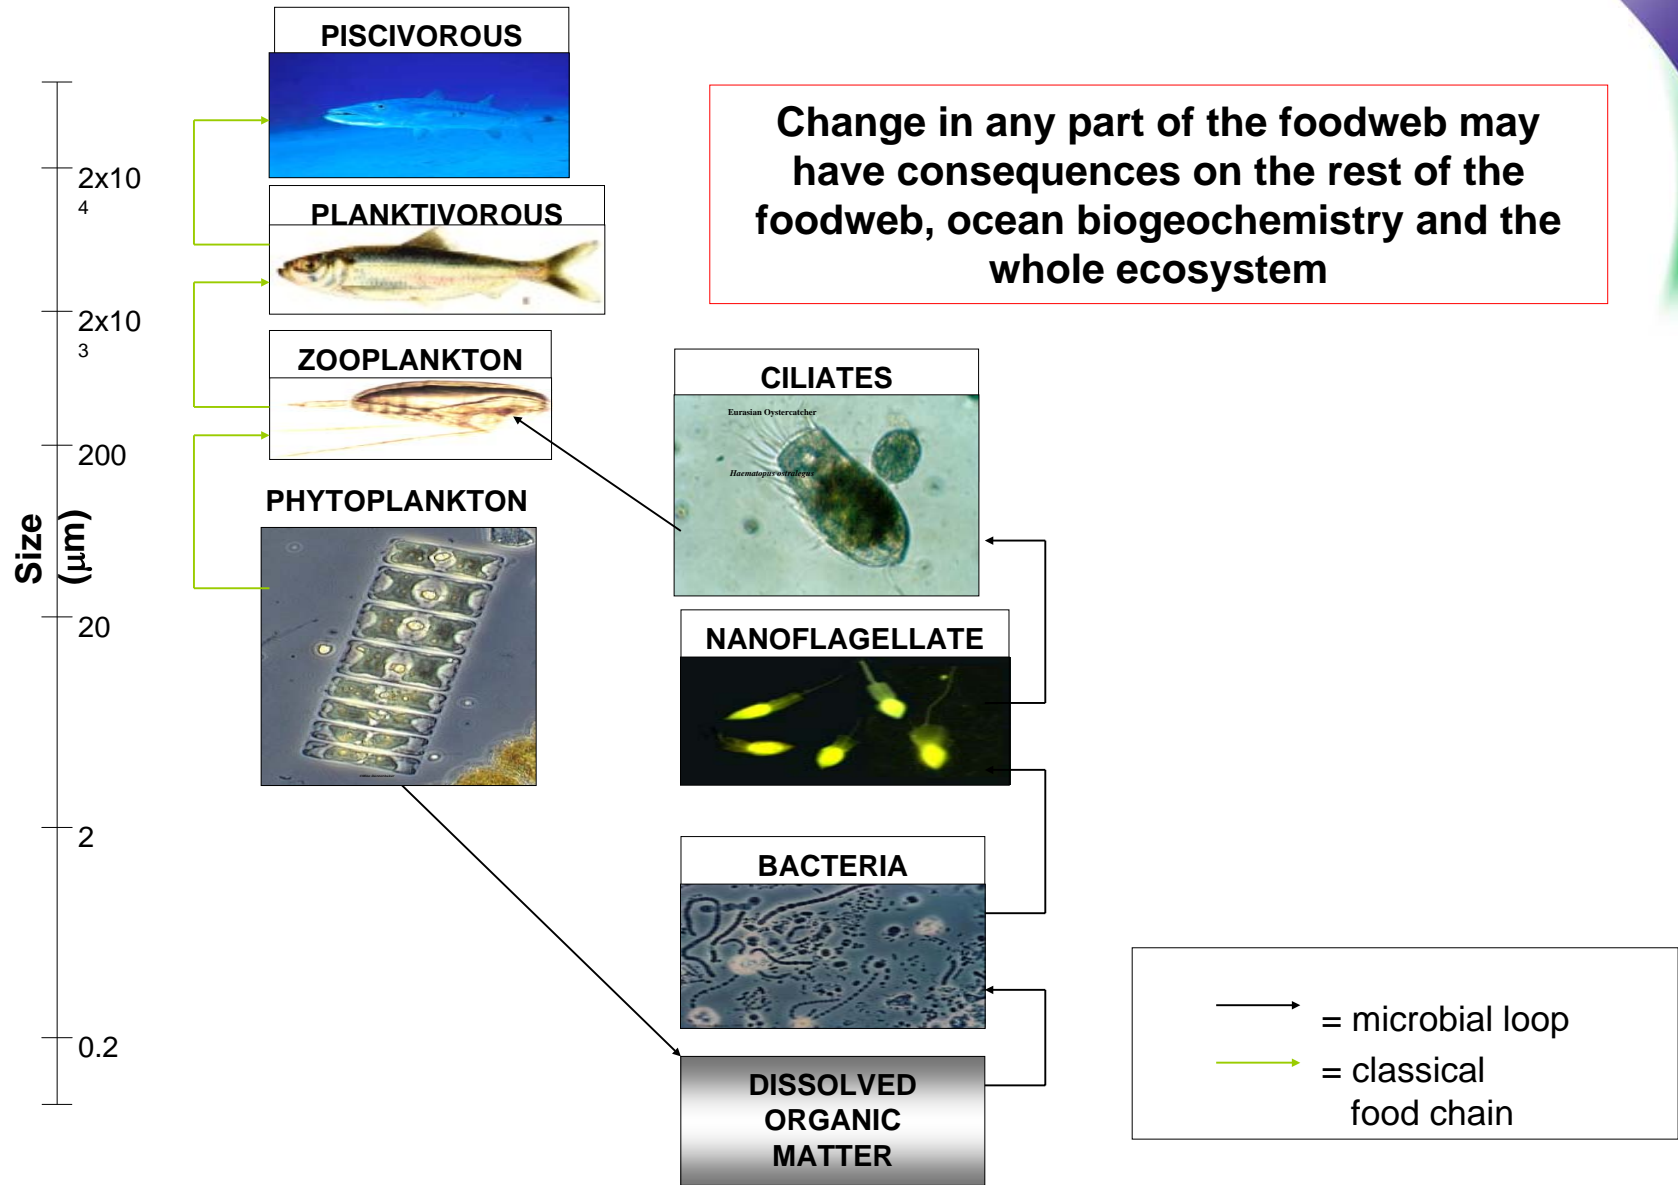 PISCIVOROUS
Change in any part of the foodweb may
have consequences on the rest of the
foodweb, ocean biogeochemistry and the
whole ecosystem
2x10
4
PLANKTIVOROUS
2x10
3
ZOOPLANKTON
CILIATES
Eurasian Oystercatcher
Haematopus ostralegus
200
PHYTOPLANKTON
Size
(µm)
20
NANOFLAGELLATE
2
BACTERIA
0.2
DISSOLVED
ORGANIC
MATTER
= microbial loop
= classical
food chain